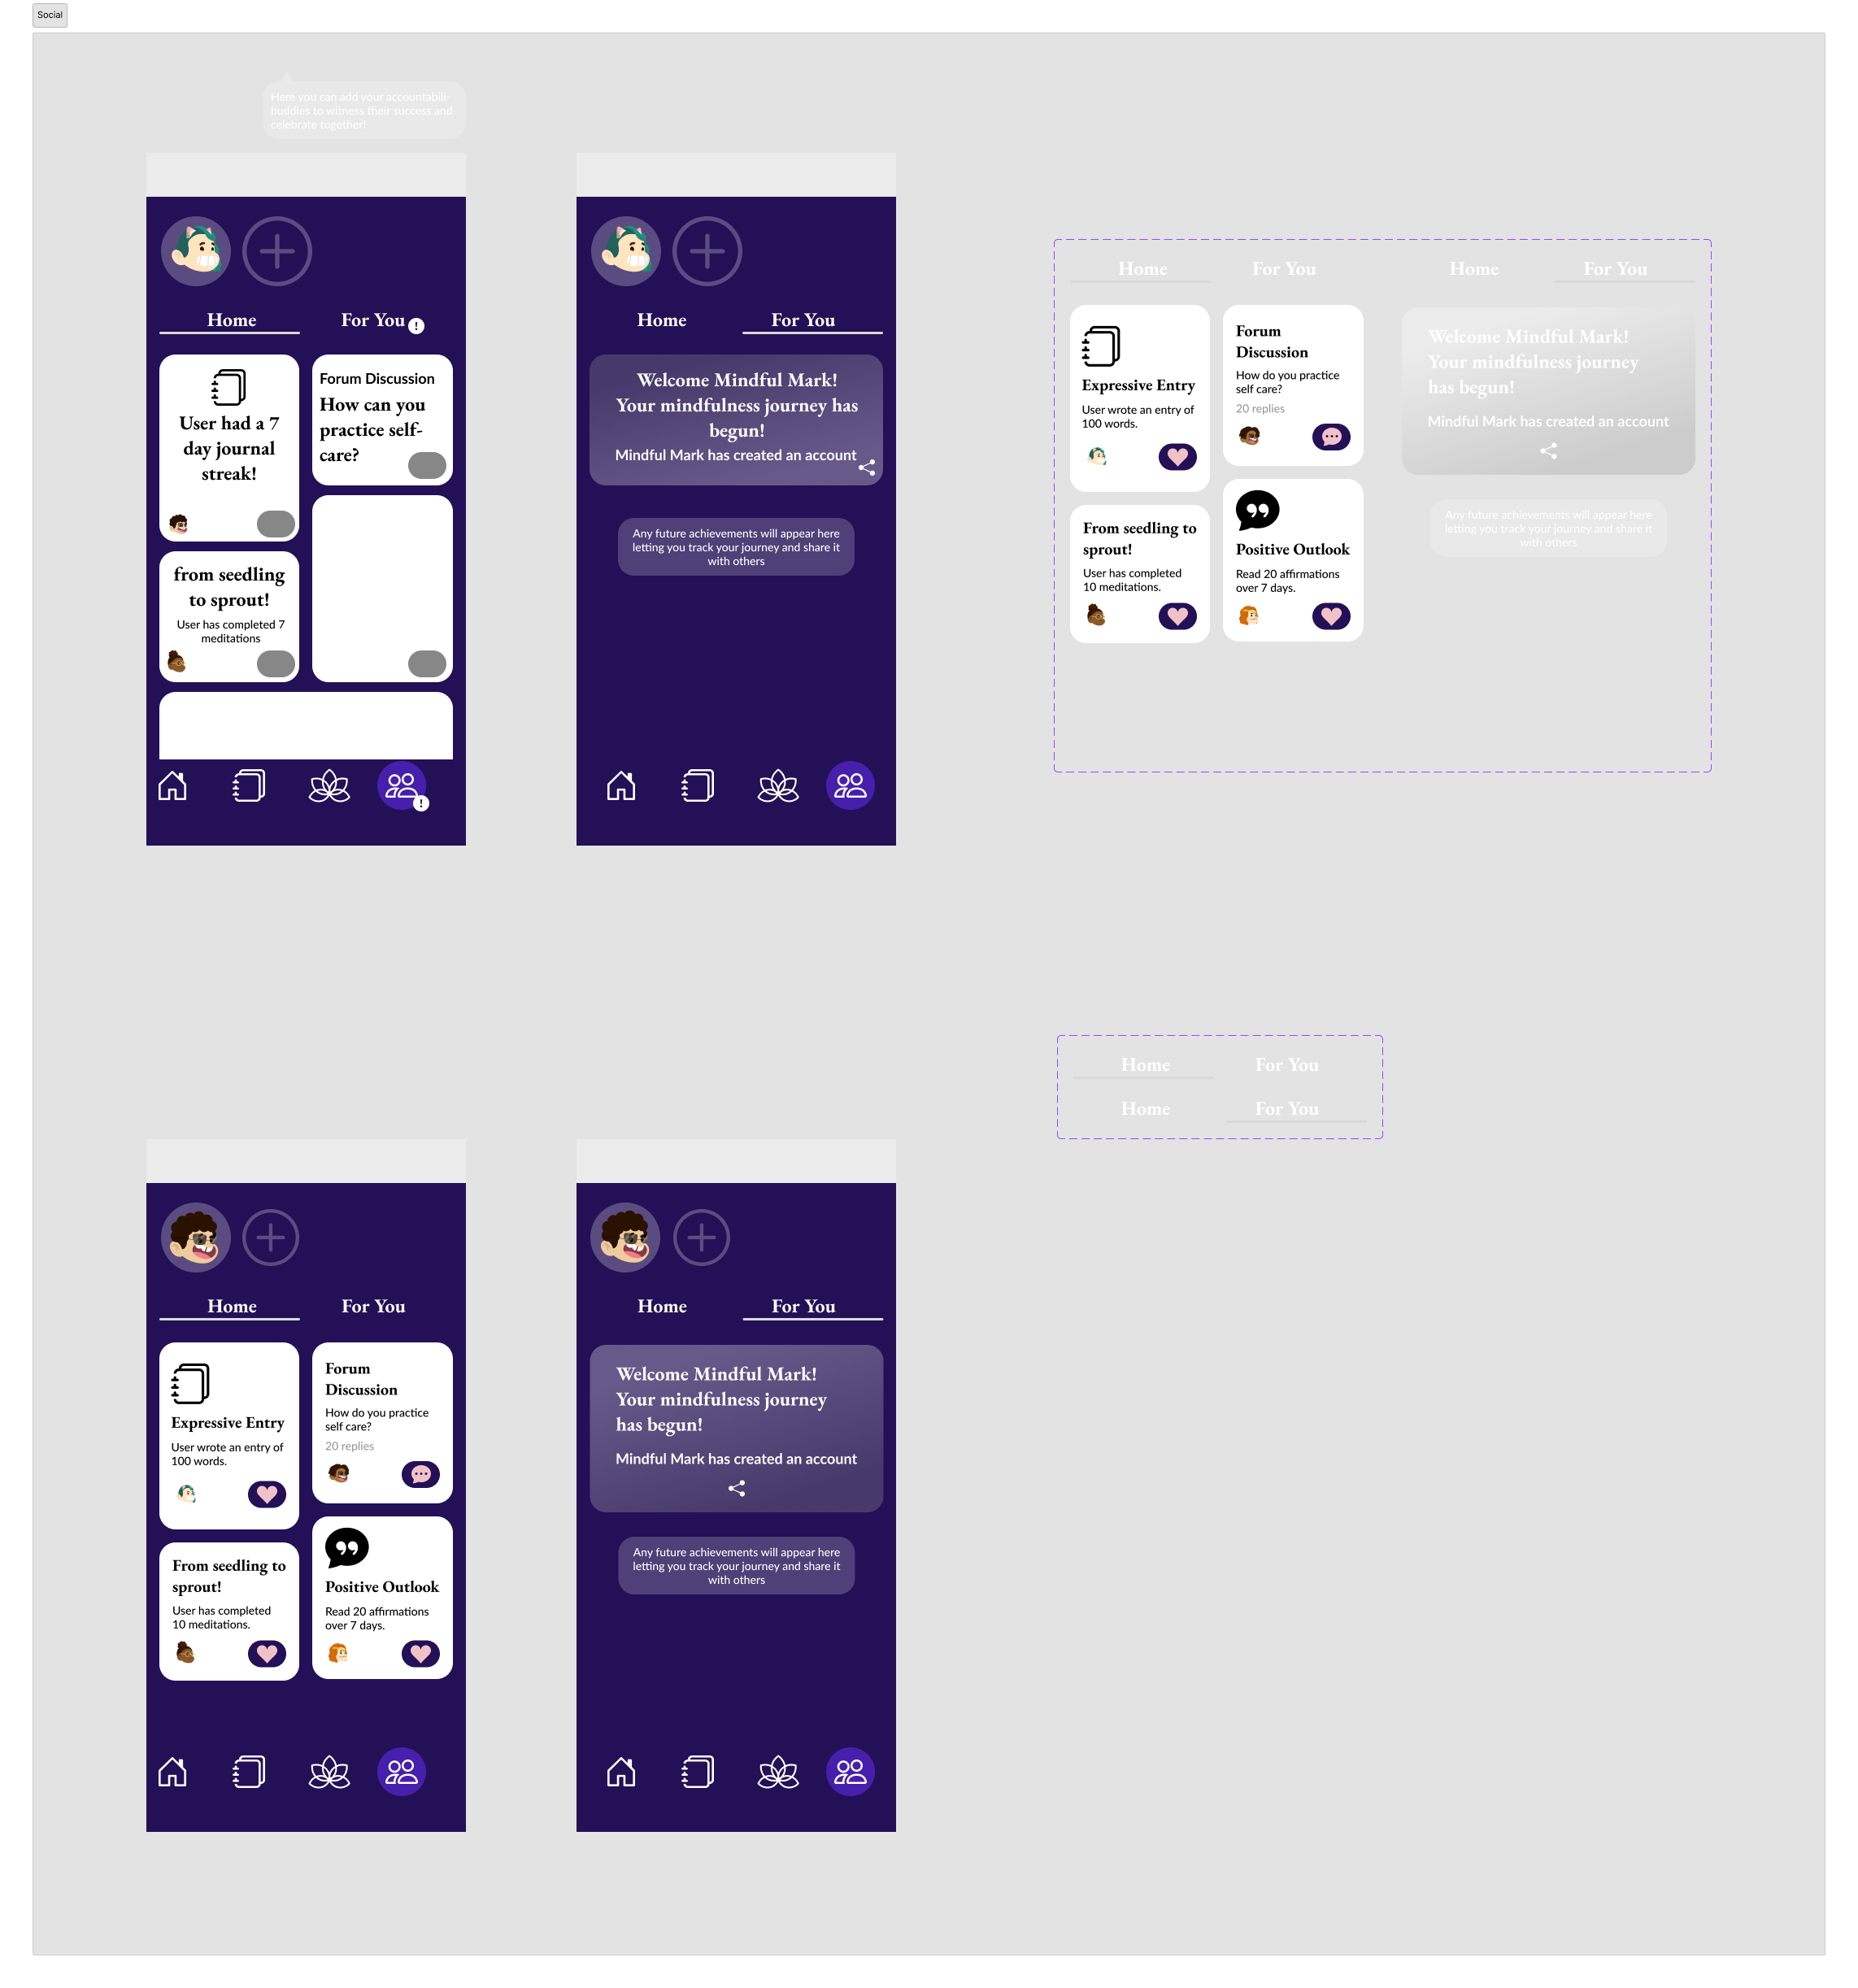 Social
Here you can add your accountabili-
buddies to witness their success and
celebrate together!
Home
For You
!
User had a 7
day journal
streak!
Forum Discussion
How can you
practice self-
care?
from seedling
to sprout!
User has completed 7
meditations
!
Home
For You
Welcome Mindful Mark!
Your mindfulness journey has
begun!
Mindful Mark has created an account
Any future achievements will appear here
letting you track your journey and share it
with others
Home
For You
Expressive Entry
User wrote an entry of
100 words.
Forum
Discussion
How do you practice
self care?
20 replies
From seedling to
sprout!
User has completed
10 meditations.
Positive Outlook
Read 20 affirmations
over 7 days.
Home
For You
Welcome Mindful Mark!
Your mindfulness journey
has begun!
Mindful Mark has created an account
Any future achievements will appear here
letting you track your journey and share it
with others
Home
For You
Home
For You
Home
For You
Expressive Entry
User wrote an entry of
100 words.
Forum
Discussion
How do you practice
self care?
20 replies
From seedling to
sprout!
User has completed
10 meditations.
Positive Outlook
Read 20 affirmations
over 7 days.
Home
For You
Welcome Mindful Mark!
Your mindfulness journey
has begun!
Mindful Mark has created an account
Any future achievements will appear here
letting you track your journey and share it
with others